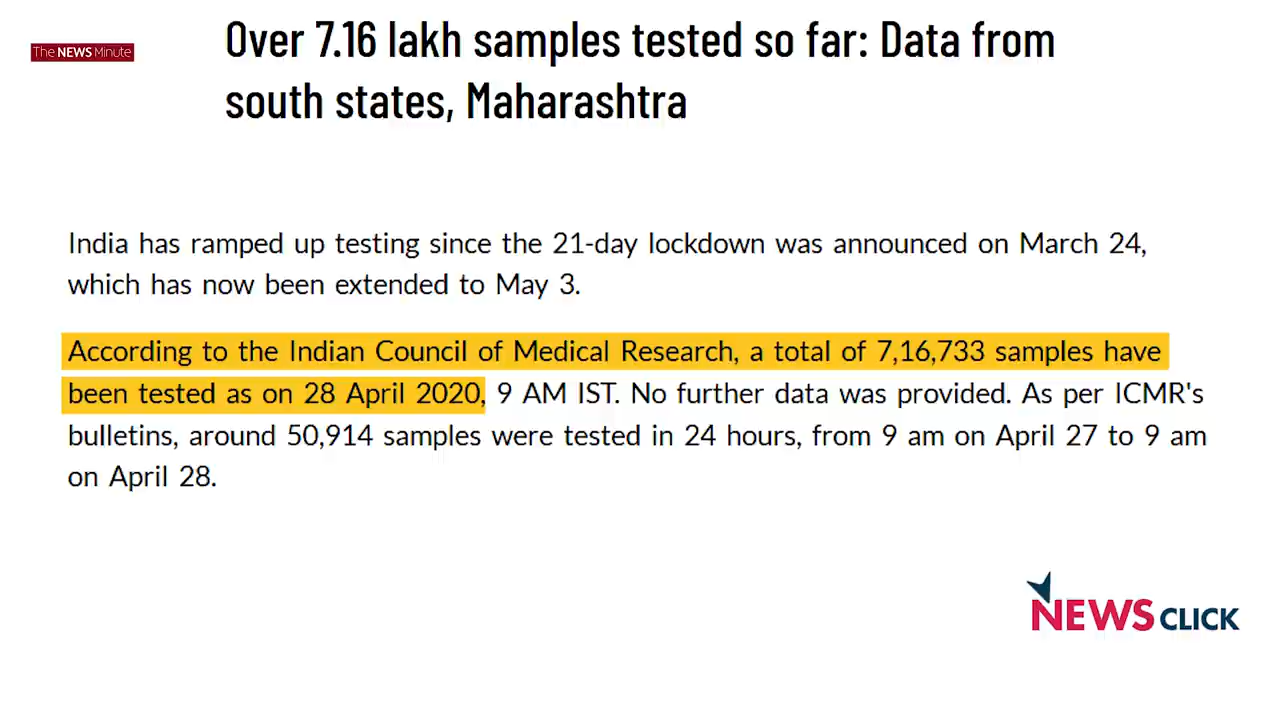 The NEWS Minute
Over 7.16 lakh samples tested so far: Data from
south states, Maharashtra
India has ramped up testing since the 21-day lockdown was announced on March 24,
which has now been extended to May 3.
According to the Indian Council of Medical Research, a total of 7,16,733 samples have
been tested as on 28 April 2020, 9 AM IST. No further data was provided. As per ICMR's
bulletins, around 50,914 samples were tested in 24 hours, from 9 am on April 27 to 9 am
on April 28.
NEWS CLICK